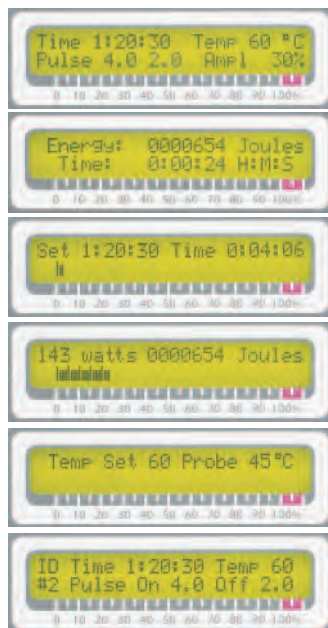 Time 1:20:30 Temp 60 °C
Pulse 4.0 2.0 Ampl 30%
0 10 20 30 40 50 60 70 80 90 100%
Energy: 0000654 Joules
Time: 0:00:24 H:M:S
0 10 20 30 40 50 60 70 80 90 100%
Set 1:20:30 Time 0:04:06
0 10 20 30 40 50 60 70 80 90 100%
143 watts 0000654 Joules
0 10 20 30 40 50 60 70 80 90 100%
Temp Set 60 Probe 45°C
0 10 20 30 40 50 60 70 80 90 100%
ID Time 1:20:30 Temp 60
#2 Pulse On 4.0 Off 2.0
0 10 20 30 40 50 60 70 80 90 100%